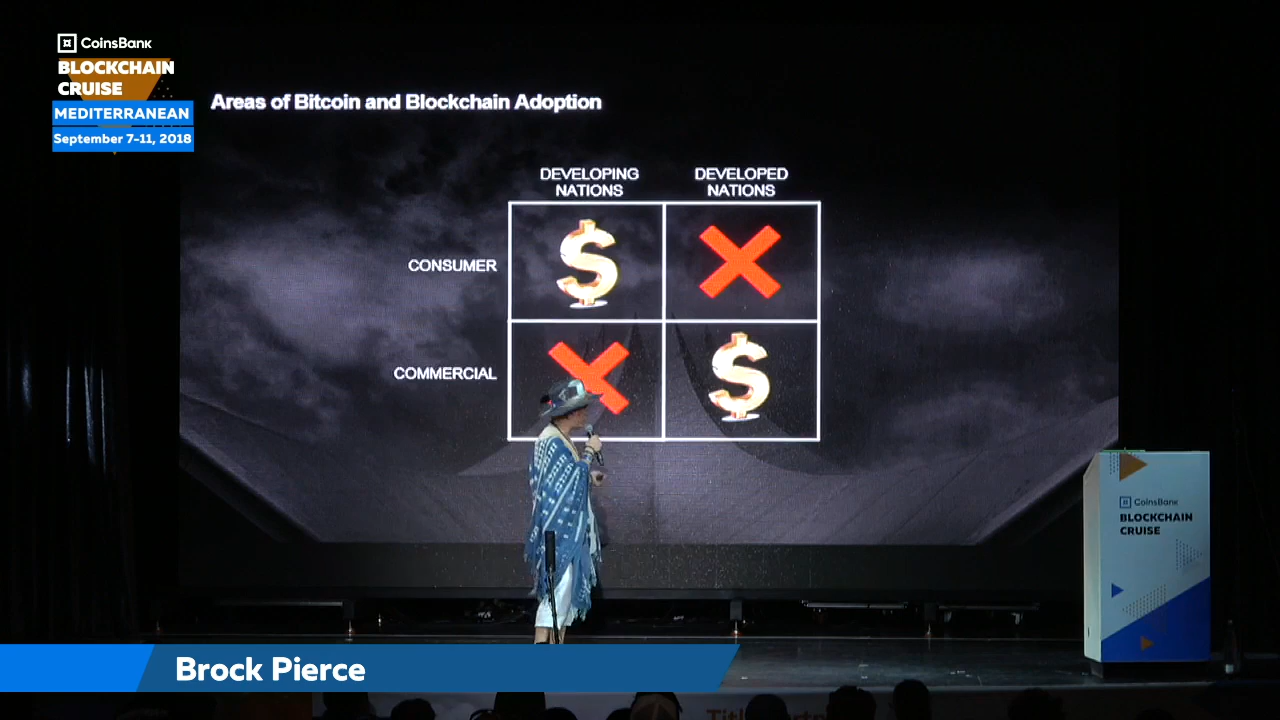 CoinsBank
BLOCKCHAIN
CRUISE
MEDITERRANEAN
September 7-11, 2018
Areas of Bitcoin and Blockchain Adoption
DEVELOPING
NATIONS
DEVELOPED
NATIONS
CONSUMER
COMMERCIAL
CoinsBank
BLOCKCHAIN
CRUISE
Brock Pierce